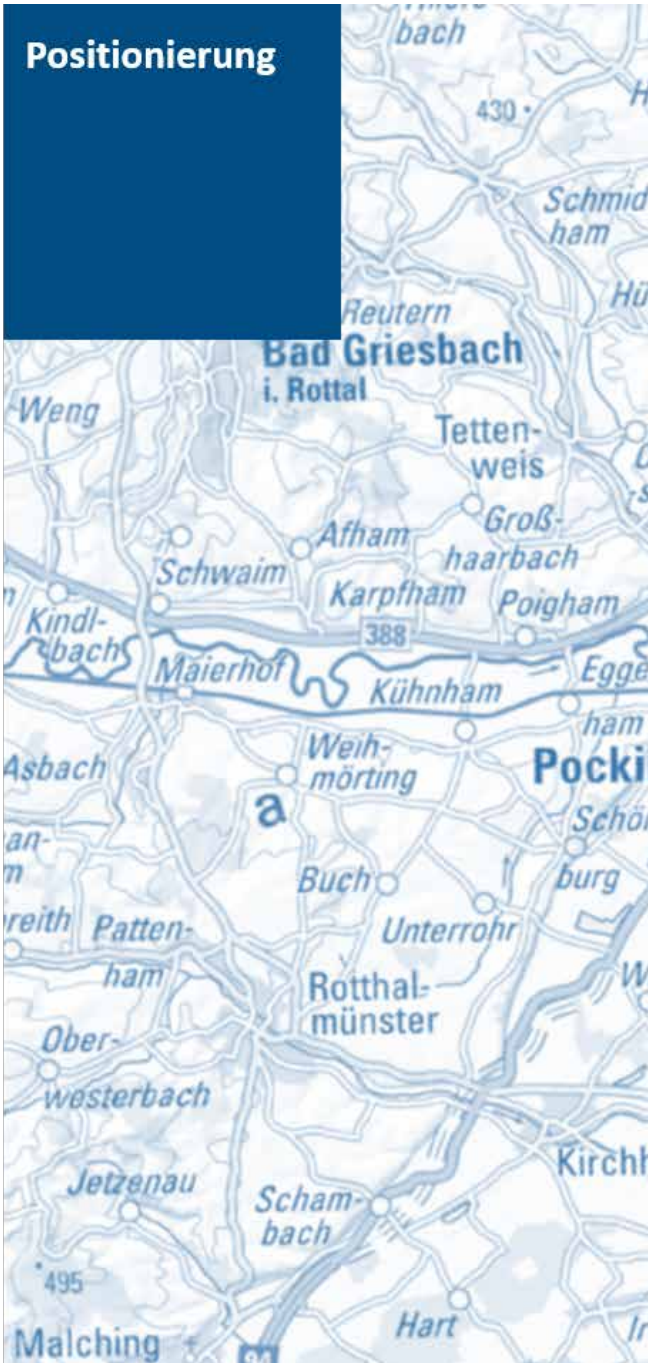 Positionierung
bach
430
Schmid
ham
Hü
Reutern
Bad Griesbach
i. Rottal
Weng
Tetten-
weis
Groß-
haarbach
Afham
Schwaim
Karpfham
Poigham
388
Kindl-
bach
Maierhof
Kühnham
Egge
ham
Asbach
Weih-
mörting
Pocki
a
Schön
burg
an-
m
Buch
reith
Patten-
ham
Unterrohr
Rotthal-
münster
W
Ober-
westerbach
Kirchh
Jetzenau
Scham-
bach
495
Hart
Malching